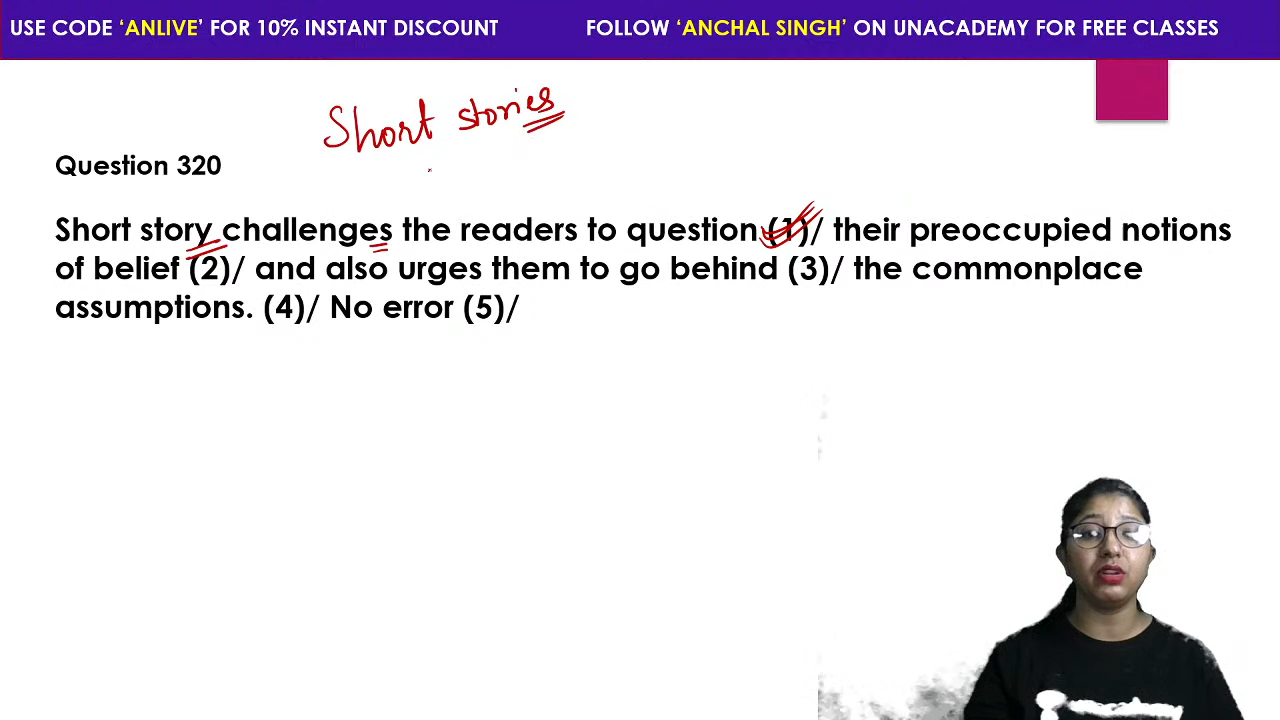 USE CODE ‘ANLIVE’ FOR 10% INSTANT DISCOUNT FOLLOW ‘ANCHAL SINGH’ ON UNACADEMY FOR FREE CLASSES
Short stories
Question 320
Short story challenges the readers to question (1)/ their preoccupied notions
of belief (2)/ and also urges them to go behind (3)/ the commonplace
assumptions. (4)/ No error (5)/